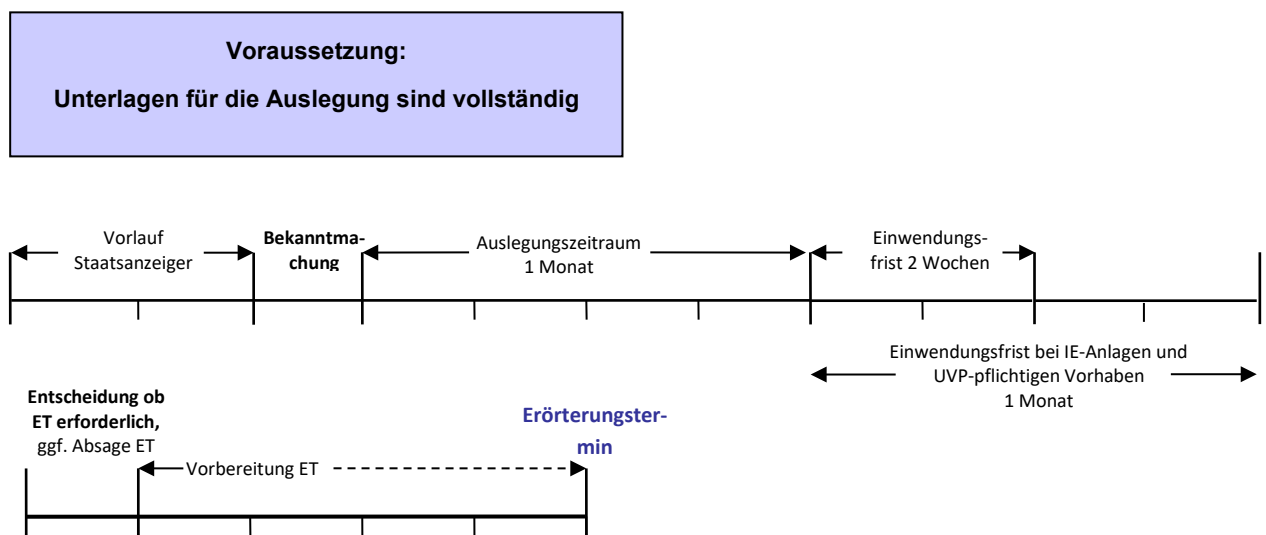 Voraussetzung:
Unterlagen für die Auslegung sind vollständig
Vorlauf
Staatsanzeiger
Bekanntma-
chung
Auslegungszeitraum
1 Monat
Einwendungs-
frist 2 Wochen
Einwendungsfrist bei IE-Anlagen und
UVP-pflichtigen Vorhaben
1 Monat
Entscheidung ob
ET erforderlich,
ggf. Absage ET
Vorbereitung ET
Erörterungster-
min